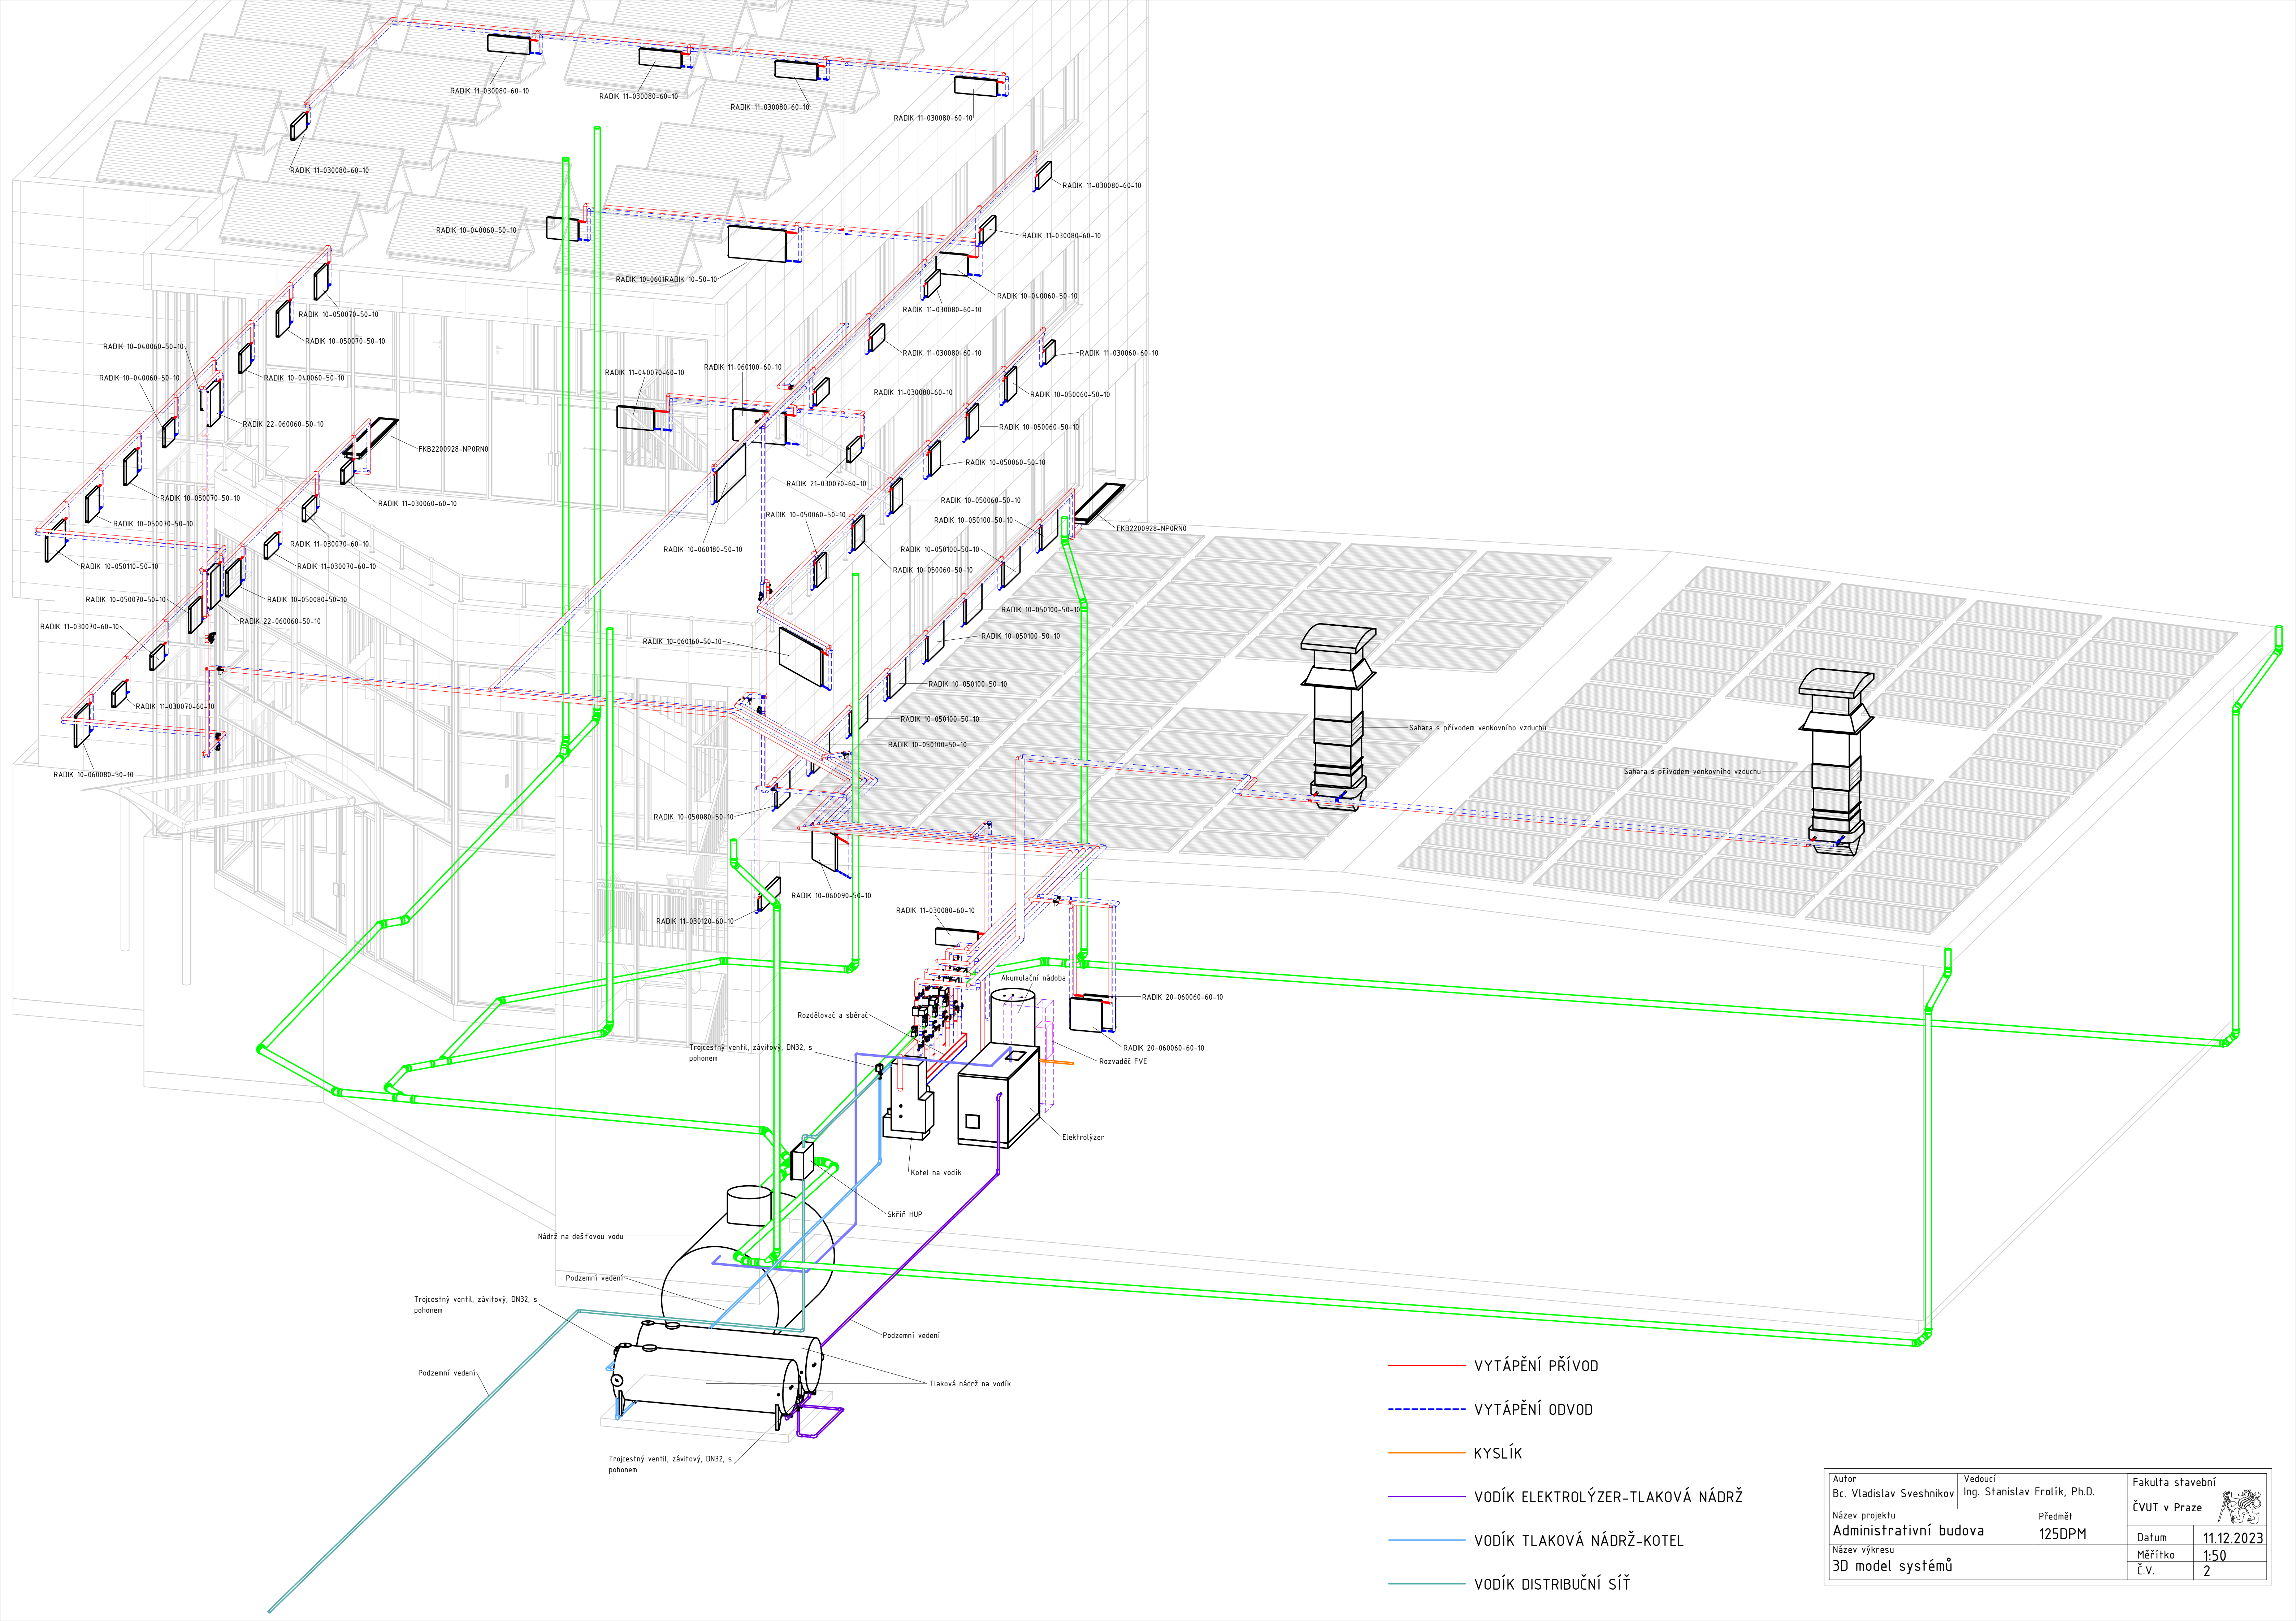 RADIK 11-030080-60-10
RADIK 11-030080-60-10
RADIK 11-030080-60-10
RADIK 11-030080-60-10
RADIK 11-030080-60-10
RADIK 11-030080-60-10
RADIK 10-040060-50-10
RADIK 11-030080-60-10
RADIK 10-0601RADIK 10-50-10
RADIK 10-040060-50-10
RADIK 11-030080-60-10
RADIK 10-050070-50-10
RADIK 10-050070-50-10
RADIK 10-040060-50-10
RADIK 11-030080-60-10
RADIK 11-030060-60-10
RADIK 10-040060-50-10
RADIK 10-040060-50-10
RADIK 11-040070-60-10
RADIK 11-060100-60-10
RADIK 11-030080-60-10
RADIK 10-050060-50-10
RADIK 22-060060-50-10
RADIK 10-050060-50-10
FKB2200928-NP0RN0
RADIK 10-050060-50-10
RADIK 21-030070-60-10
RADIK 10-050070-50-10
RADIK 11-030060-60-10
RADIK 10-050060-50-10
RADIK 10-050060-50-10
RADIK 10-050100-50-10
FKB2200928-NP0RN0
RADIK 10-050070-50-10
RADIK 11-030070-60-10
RADIK 10-060180-50-10
RADIK 10-050100-50-10
RADIK 10-050110-50-10
RADIK 11-030070-60-10
RADIK 10-050060-50-10
RADIK 10-050070-50-10
RADIK 10-050080-50-10
RADIK 10-050100-50-10
RADIK 11-030070-60-10
RADIK 22-060060-50-10
RADIK 10-060160-50-10
RADIK 10-050100-50-10
RADIK 10-050100-50-10
RADIK 11-030070-60-10
RADIK 10-050100-50-10
Sahara s přívodem venkovního vzduchu
RADIK 10-050100-50-10
RADIK 10-060080-50-10
Sahara s přívodem venkovního vzduchu
RADIK 10-050080-50-10
RADIK 10-060090-50-10
RADIK 11-030120-60-10
RADIK 11-030080-60-10
Akumulační nádoba
RADIK 20-060060-60-10
Rozdělovač a sběrač
Trojcestný ventil, závitový, DN32, s
pohonem
RADIK 20-060060-60-10
Rozvaděč FVE
Elektrolýzer
Kotel na vodík
Skříň HUP
Nádrž na dešťovou vodu
Podzemní vedení
Trojcestný ventil, závitový, DN32, s
pohonem
Podzemní vedení
Podzemní vedení
Tlaková nádrž na vodík
Trojcestný ventil, závitový, DN32, s
pohonem
VYTÁPĚNÍ PŘÍVOD
VYTÁPĚNÍ ODVOD
KYSLÍK
VODÍK ELEKTROLÝZER-TLAKOVÁ NÁDRŽ
VODÍK TLAKOVÁ NÁDRŽ-KOTEL
VODÍK DISTRIBUČNÍ SÍŤ
Autor
Bc. Vladislav Sveshnikov
Vedoucí
Ing. Stanislav Frolík, Ph.D.
Fakulta stavební
ČVUT v Praze
Název projektu
Administrativní budova
Předmět
125DPM
Datum 11.12.2023
Název výkresu
3D model systémů
Měřítko 1:50
Č.V. 2